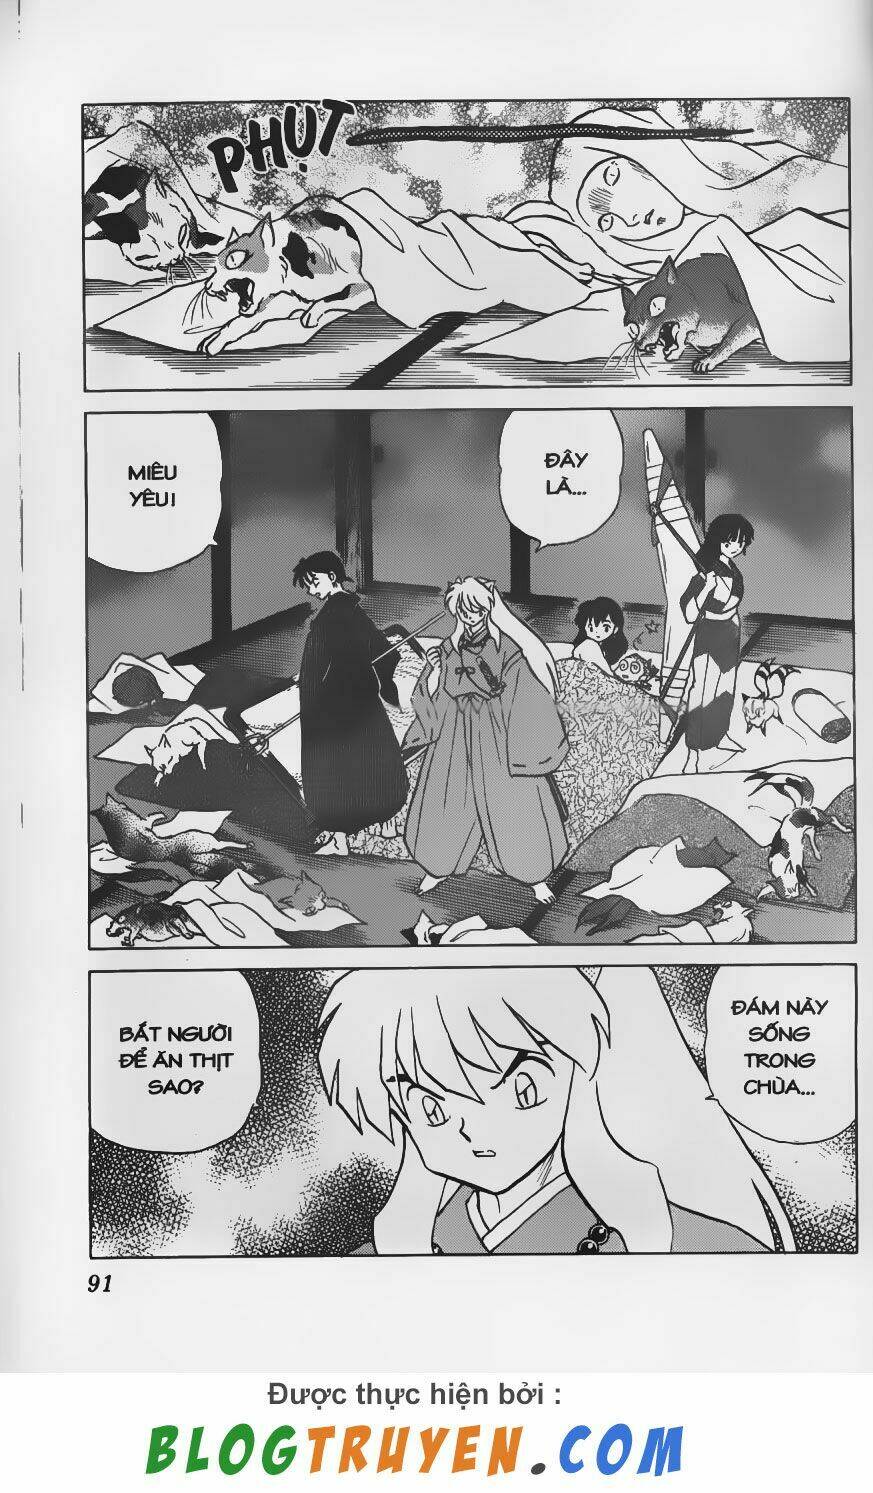 PHỤT
ĐÂY
LÀ...
MIÊU
YÊU!
ĐÁM NÀY
SỐNG
TRONG
CHÙA...
BẮT NGƯỜI
ĐỂ ĂN THỊT
SAO?
91
Được thực hiện bởi :
BLOGTRUYEN.COM